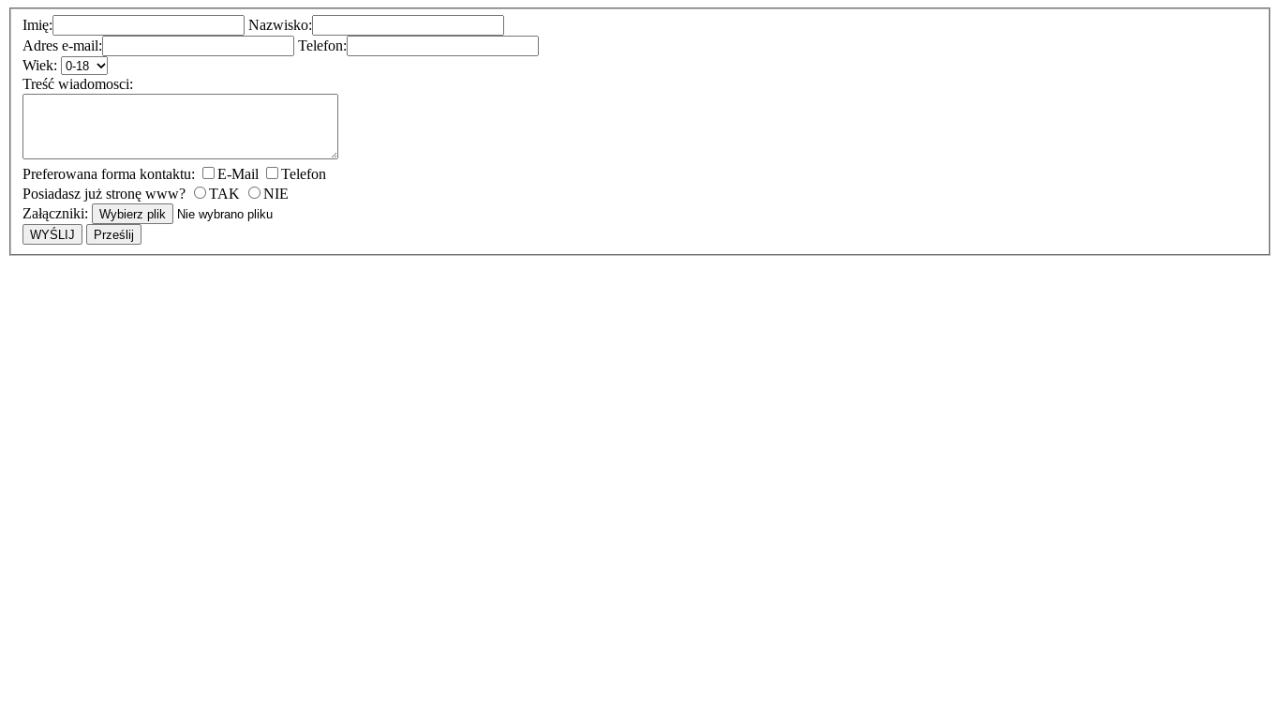 Imię: Nazwisko:
Adres e-mail: Telefon:
Wiek: 0-18
Treść wiadomosci:
Preferowana forma kontaktu: E-Mail Telefon
Posiadasz już stronę www? TAK NIE
Załączniki: Wybierz plik Nie wybrano pliku
WYŚLIJ Prześlij